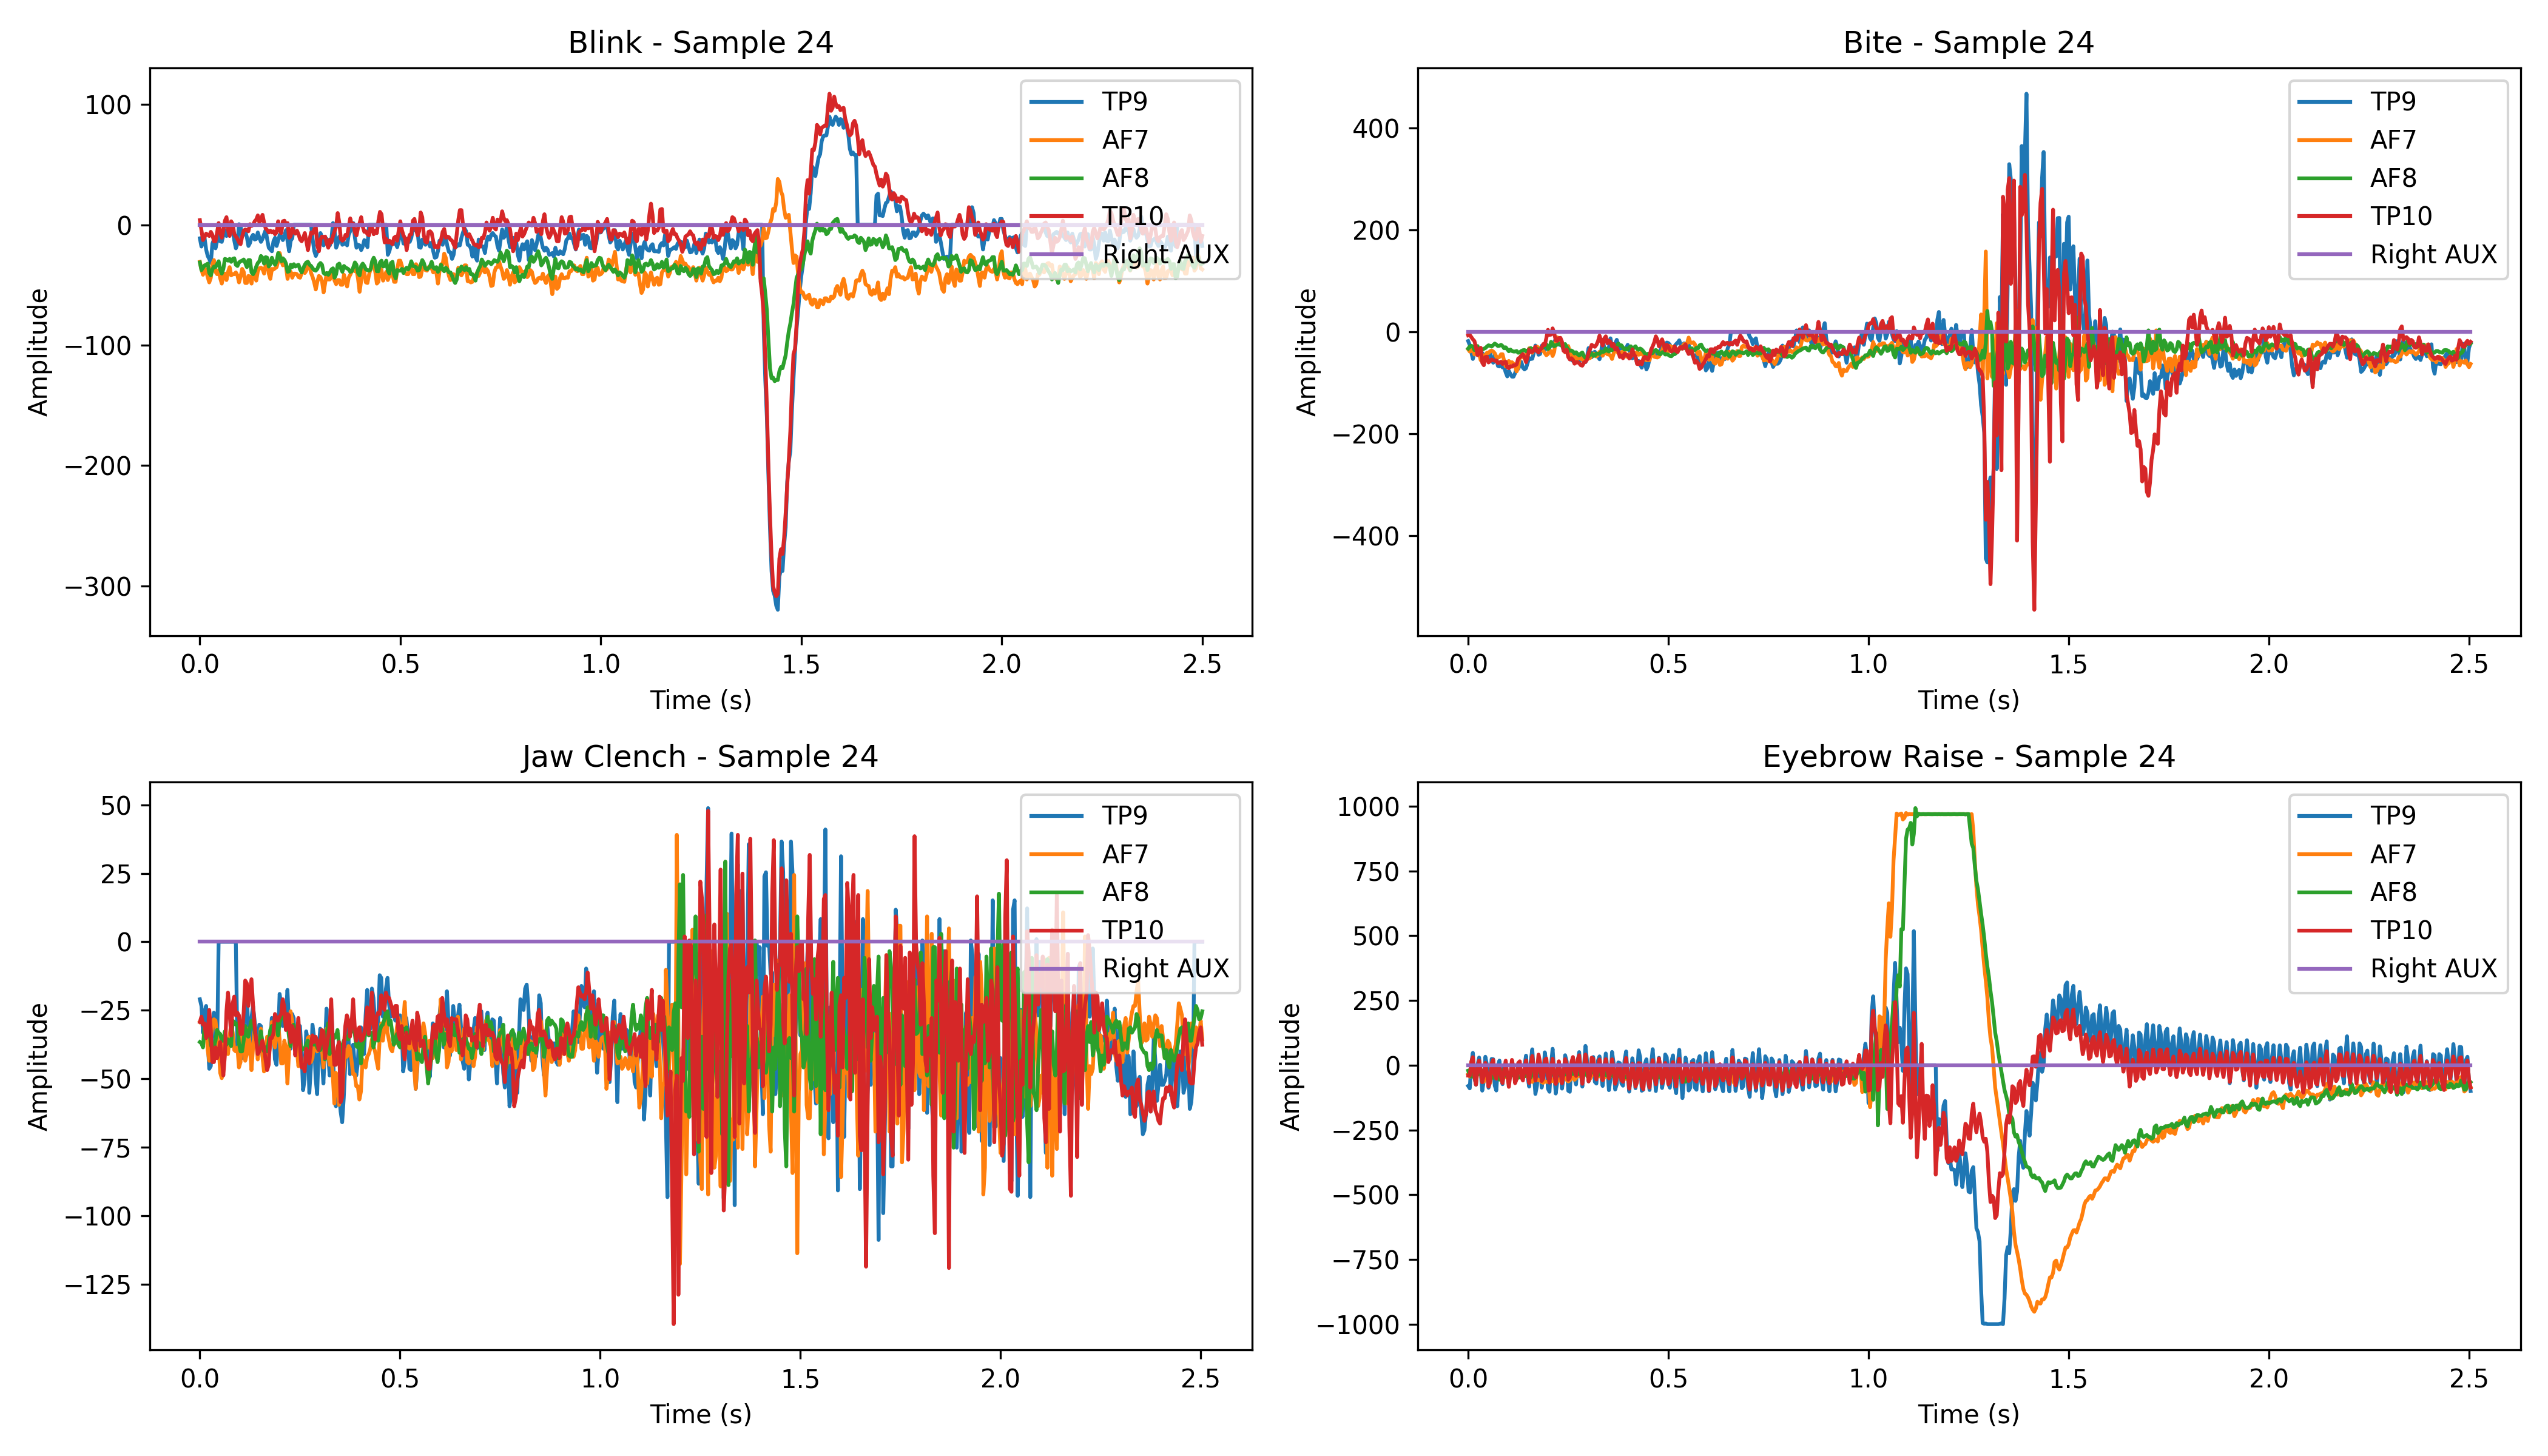 Blink - Sample 24
100
0
−100
−200
−300
Amplitude
0.0 0.5 1.0 1.5 2.0 2.5
Time (s)
TP9
AF7
AF8
TP10
Right AUX
Bite - Sample 24
400
200
0
−200
−400
Amplitude
0.0 0.5 1.0 1.5 2.0 2.5
Time (s)
TP9
AF7
AF8
TP10
Right AUX
Jaw Clench - Sample 24
50
25
0
−25
−50
−75
−100
−125
Amplitude
0.0 0.5 1.0 1.5 2.0 2.5
Time (s)
TP9
AF7
AF8
TP10
Right AUX
Eyebrow Raise - Sample 24
1000
750
500
250
0
−250
−500
−750
−1000
Amplitude
0.0 0.5 1.0 1.5 2.0 2.5
Time (s)
TP9
AF7
AF8
TP10
Right AUX